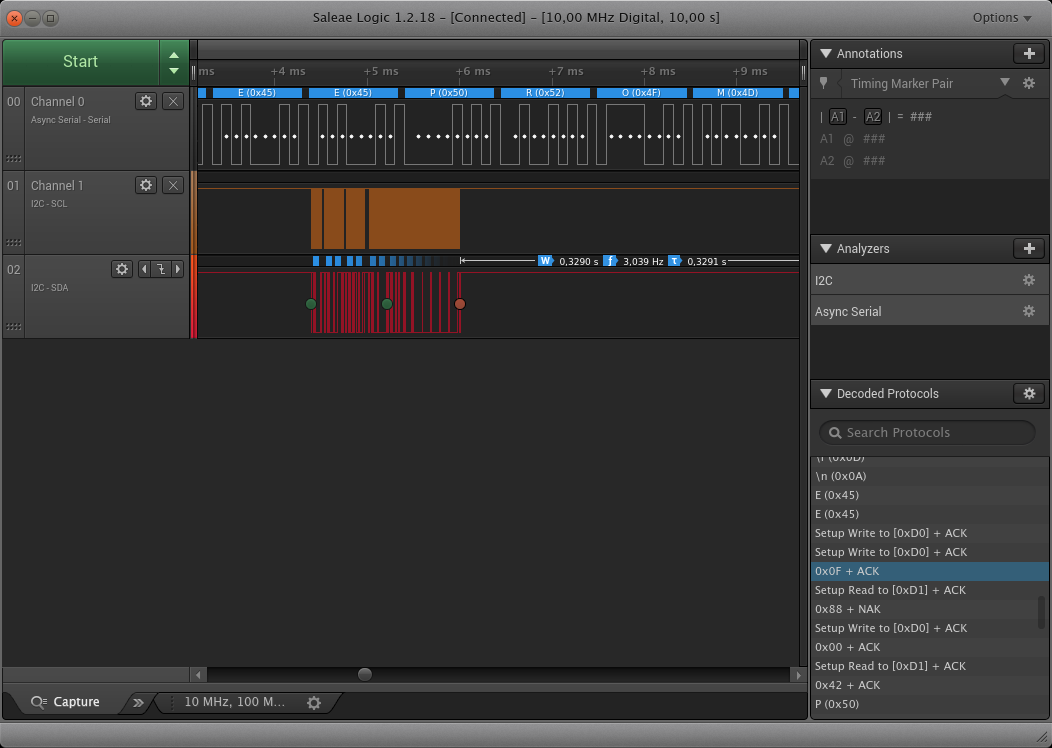 Saleae Logic 1.2.18 - [Connected] - [10,00 MHz Digital, 10,00 s]
Options
Start
ms +4 ms +5 ms +6 ms +7 ms +8 ms +9 ms
00 Channel 0
Async Serial - Serial
E (0x45) E (0x45) P (0x50) R (0x52) O (0x4F) M (0x4D)
01 Channel 1
I2C - SCL
02
I2C - SDA
W 0,3290 s f 3,039 Hz T 0,3291 s
Capture
10 MHz, 100 M...
Annotations
Timing Marker Pair
| A1 - A2 | = ###
A1 @ ###
A2 @ ###
Analyzers
I2C
Async Serial
Decoded Protocols
Search Protocols
\r (0x0D)
\n (0x0A)
E (0x45)
E (0x45)
Setup Write to [0xD0] + ACK
Setup Write to [0xD0] + ACK
0x0F + ACK
Setup Read to [0xD1] + ACK
0x88 + NAK
Setup Write to [0xD0] + ACK
0x00 + ACK
Setup Read to [0xD1] + ACK
0x42 + ACK
P (0x50)